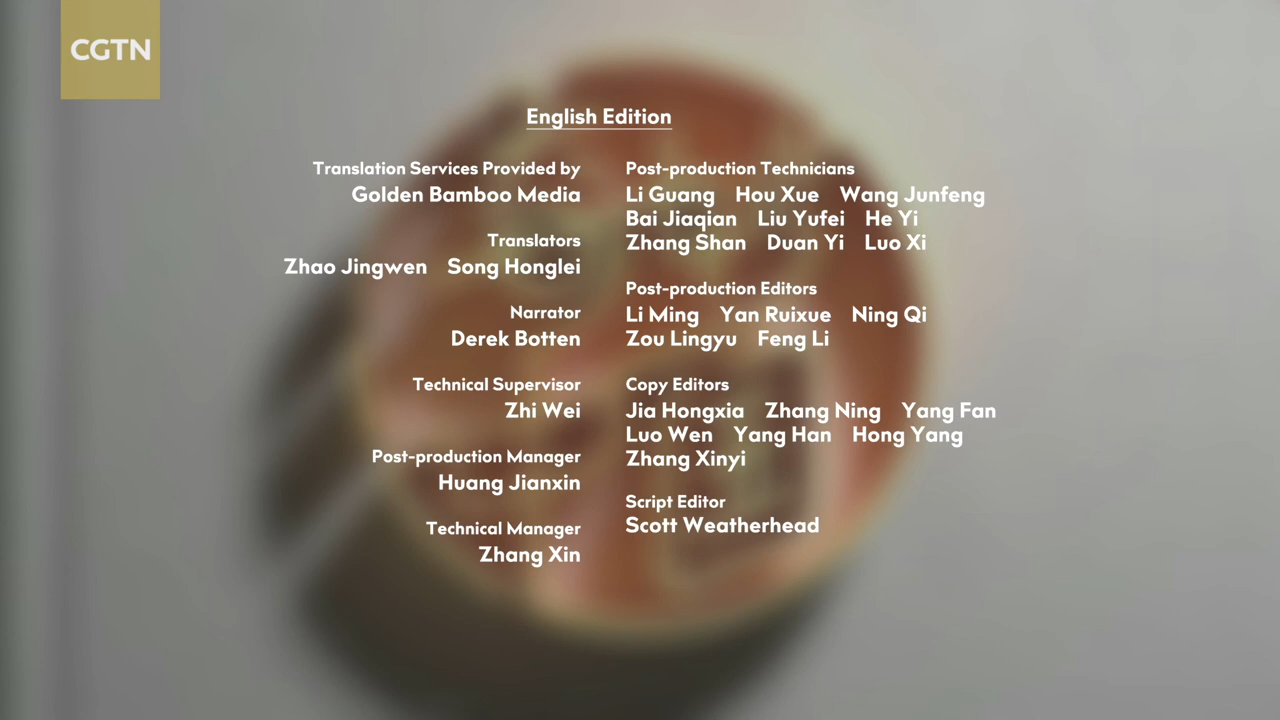 CGTN
English Edition
Translation Services Provided by
Golden Bamboo Media
Translators
Zhao Jingwen Song Honglei
Narrator
Derek Botten
Technical Supervisor
Zhi Wei
Post-production Manager
Huang Jianxin
Technical Manager
Zhang Xin
Post-production Technicians
Li Guang Hou Xue Wang Junfeng
Bai Jiaqian Liu Yufei He Yi
Zhang Shan Duan Yi Luo Xi
Post-production Editors
Li Ming Yan Ruixue Ning Qi
Zou Lingyu Feng Li
Copy Editors
Jia Hongxia Zhang Ning Yang Fan
Luo Wen Yang Han Hong Yang
Zhang Xinyi
Script Editor
Scott Weatherhead